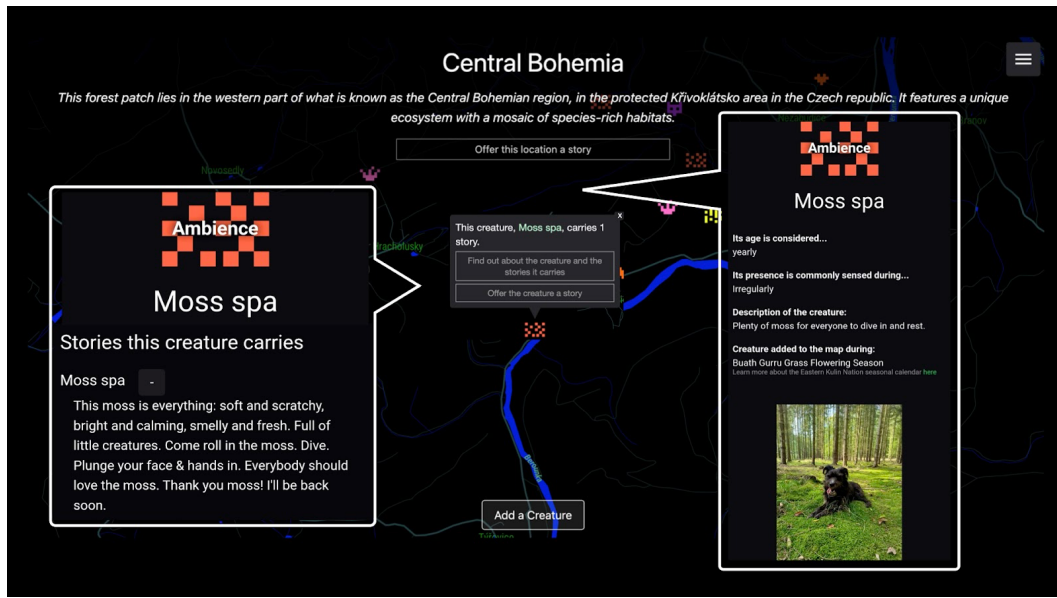 Central Bohemia
This forest patch lies in the western part of what is known as the Central Bohemian region, in the protected Křivoklátsko area in the Czech republic. It features a unique
ecosystem with a mosaic of species-rich habitats.
Offer this location a story
Novosedly
Hracholusky
This creature, Moss spa, carries 1
story.
x
Find out about the creature and the
stories it carries
Offer the creature a story
Add a Creature
Ambience
Moss spa
Stories this creature carries
Moss spa -
This moss is everything: soft and scratchy,
bright and calming, smelly and fresh. Full of
little creatures. Come roll in the moss. Dive.
Plunge your face & hands in. Everybody should
love the moss. Thank you moss! I'll be back
soon.
Ambience
Moss spa
Its age is considered...
yearly
Its presence is commonly sensed during...
Irregularly
Description of the creature:
Plenty of moss for everyone to dive in and rest.
Creature added to the map during:
Buath Gurru Grass Flowering Season
Learn more about the Eastern Kulin Nation seasonal calendar here